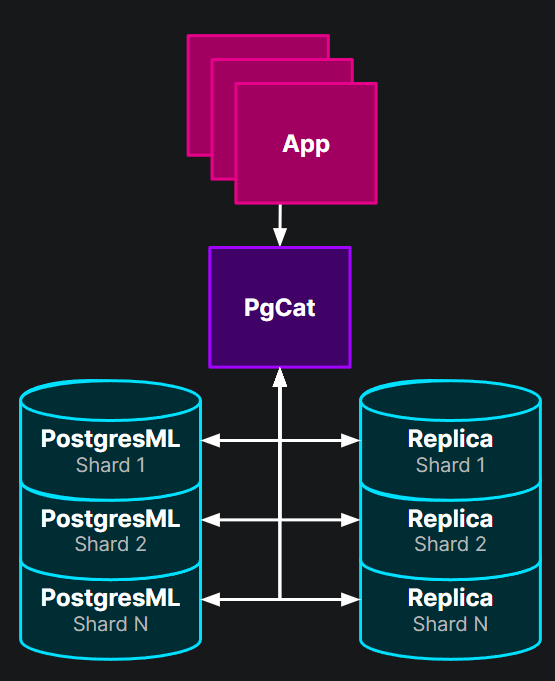 App
PgCat
PostgresML
Shard 1
PostgresML
Shard 2
PostgresML
Shard N
Replica
Shard 1
Replica
Shard 2
Replica
Shard N